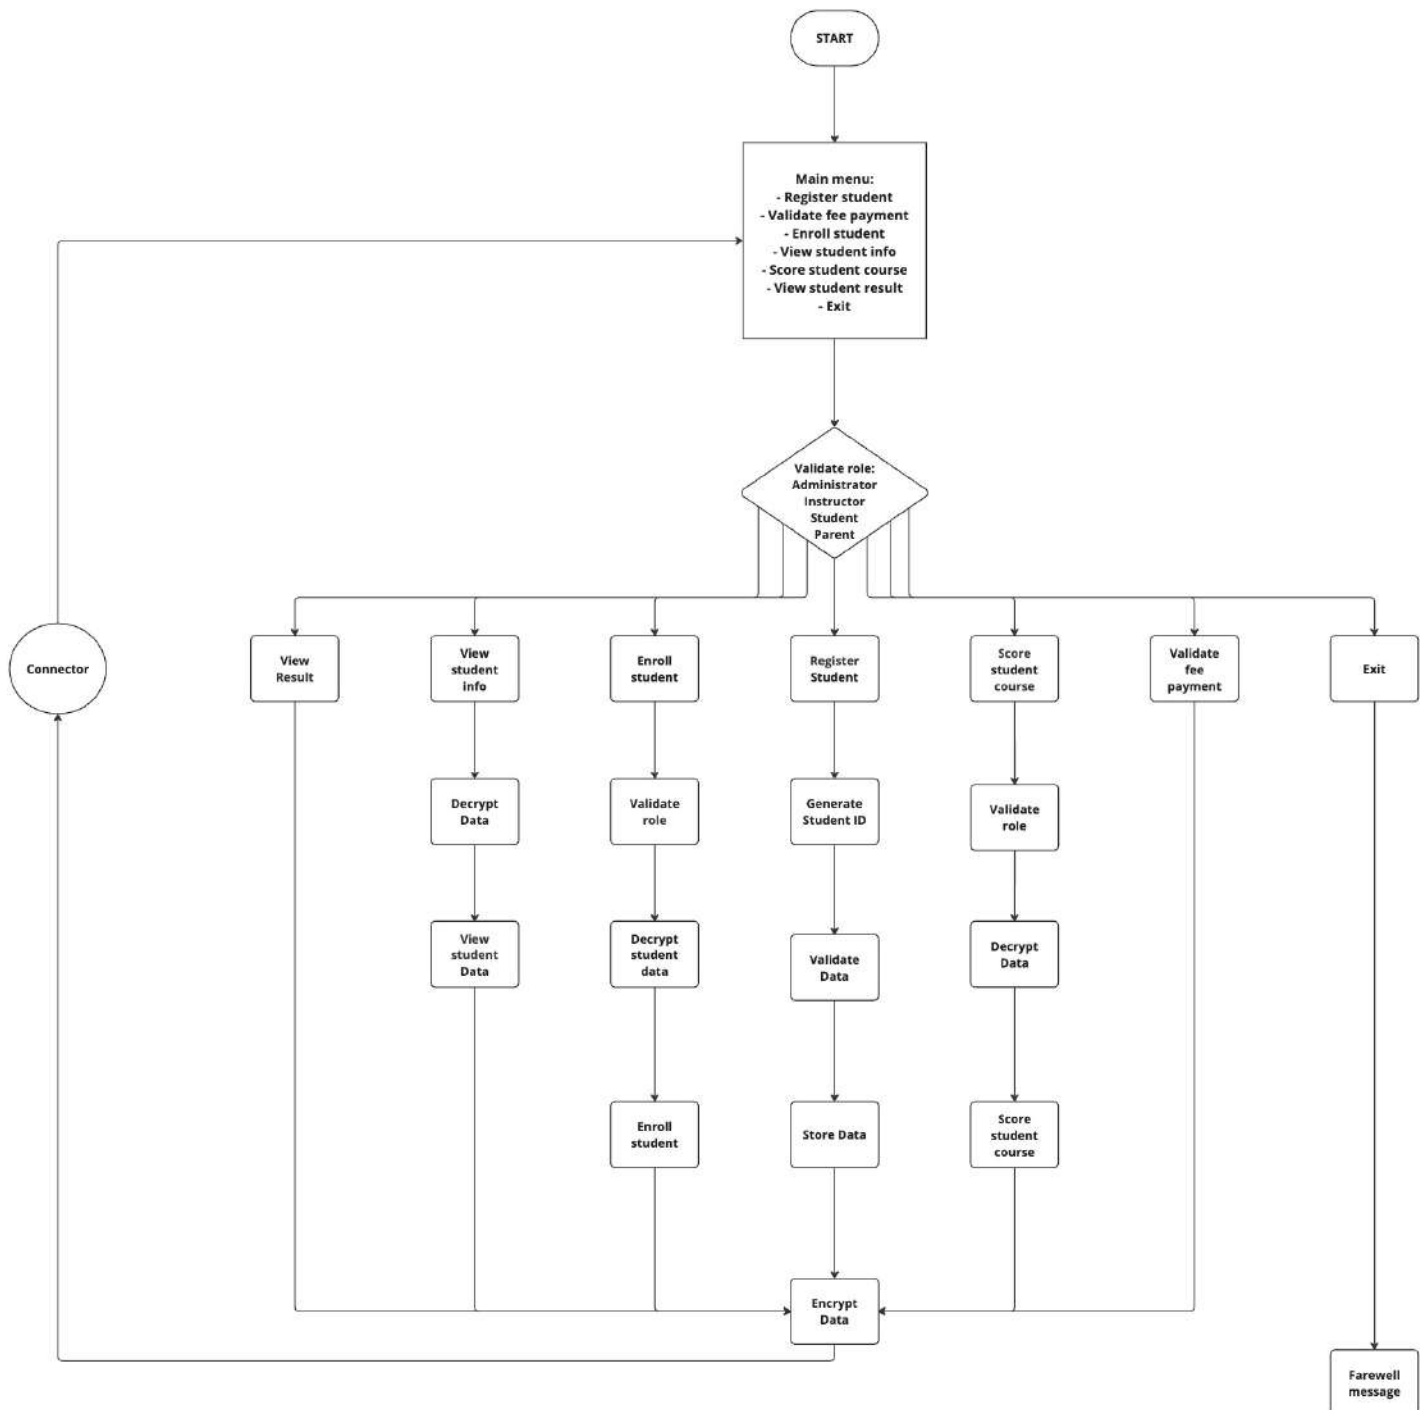 START
Main menu:
- Register student
- Validate fee payment
- Enroll student
- View student info
- Score student course
- View student result
- Exit
Validate role:
Administrator
Instructor
Student
Parent
Connector
View
Result
View
student
info
Enroll
student
Register
Student
Score
student
course
Validate
fee
payment
Exit
Decrypt
Data
Validate
role
Generate
Student ID
Validate
role
View
student
Data
Decrypt
student
data
Validate
Data
Decrypt
Data
Enroll
student
Store Data
Score
student
course
Encrypt
Data
Farewell
message